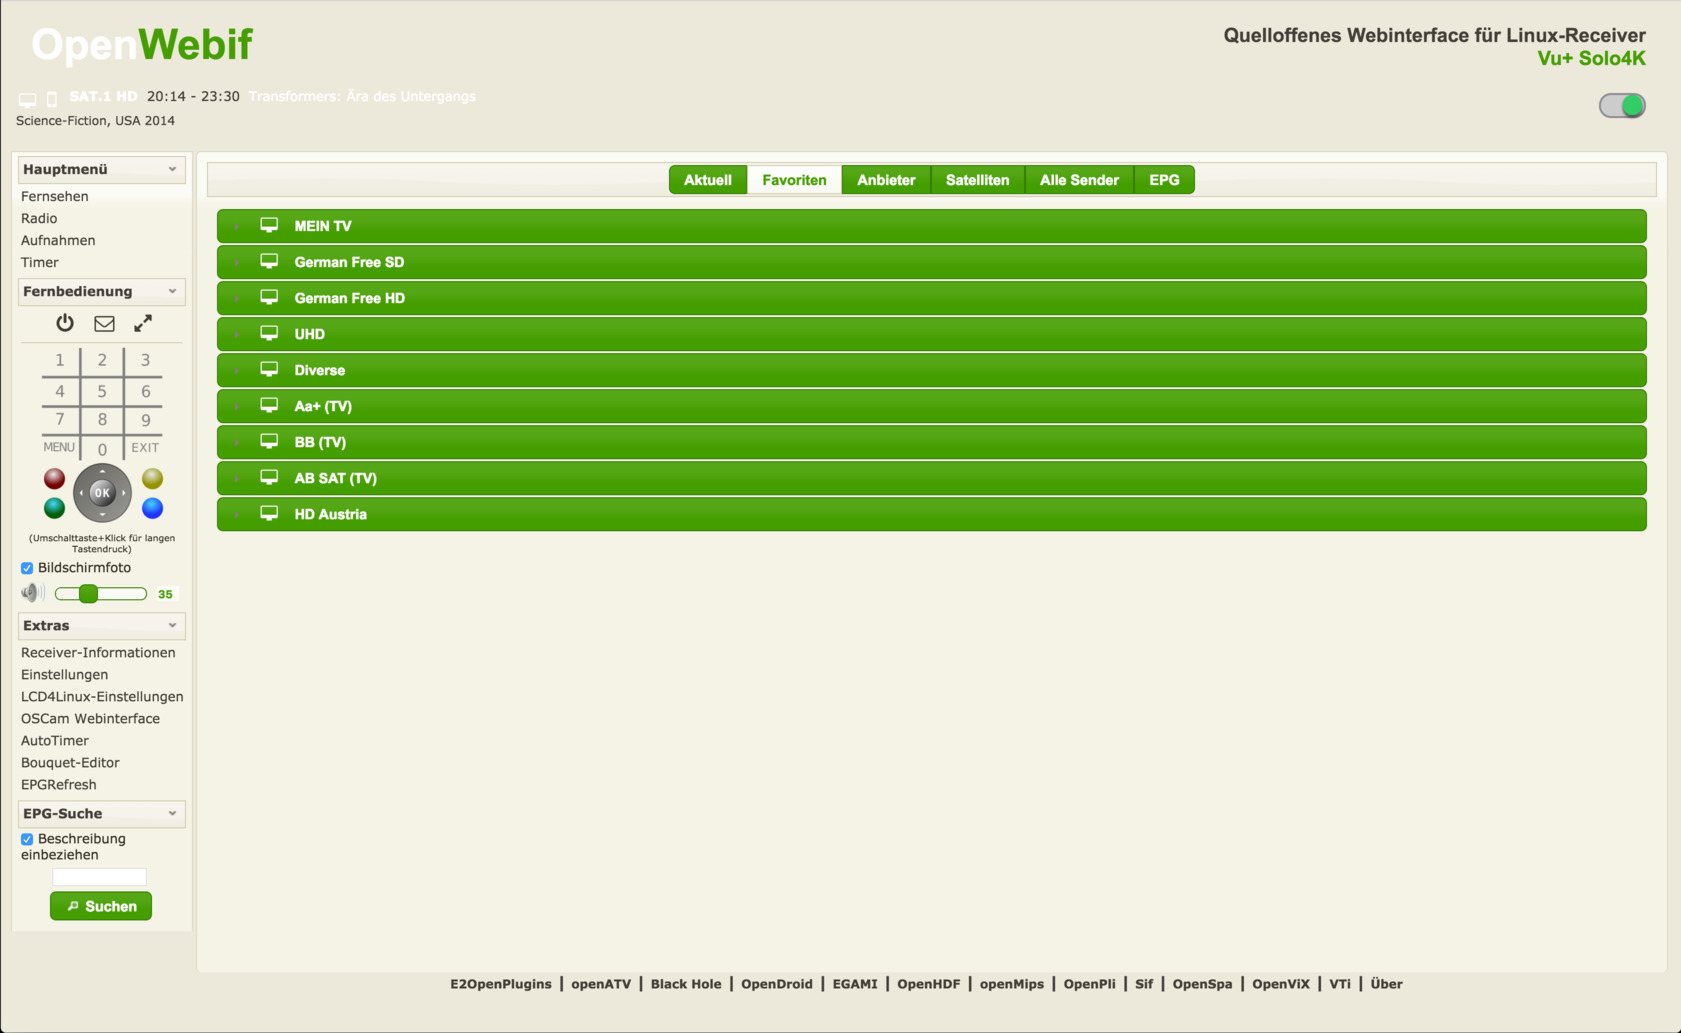 OpenWebif
Quelloffenes Webinterface für Linux-Receiver
Vu+ Solo4K
SAT.1 HD 20:14 - 23:30 Transformers: Ära des Untergangs
Science-Fiction, USA 2014
Hauptmenü
Fernsehen
Radio
Aufnahmen
Timer
Fernbedienung
1 2 3
4 5 6
7 8 9
MENU 0 EXIT
OK
(Umschalttaste+Klick für langen
Tastendruck)
Bildschirmfoto
35
Extras
Receiver-Informationen
Einstellungen
LCD4Linux-Einstellungen
OSCam Webinterface
AutoTimer
Bouquet-Editor
EPGRefresh
EPG-Suche
Beschreibung
einbeziehen
Suchen
Aktuell Favoriten Anbieter Satelliten Alle Sender EPG
MEIN TV
German Free SD
German Free HD
UHD
Diverse
Aa+ (TV)
BB (TV)
AB SAT (TV)
HD Austria
E2OpenPlugins | openATV | Black Hole | OpenDroid | EGAMI | OpenHDF | openMips | OpenPli | Sif | OpenSpa | OpenViX | VTi | Über